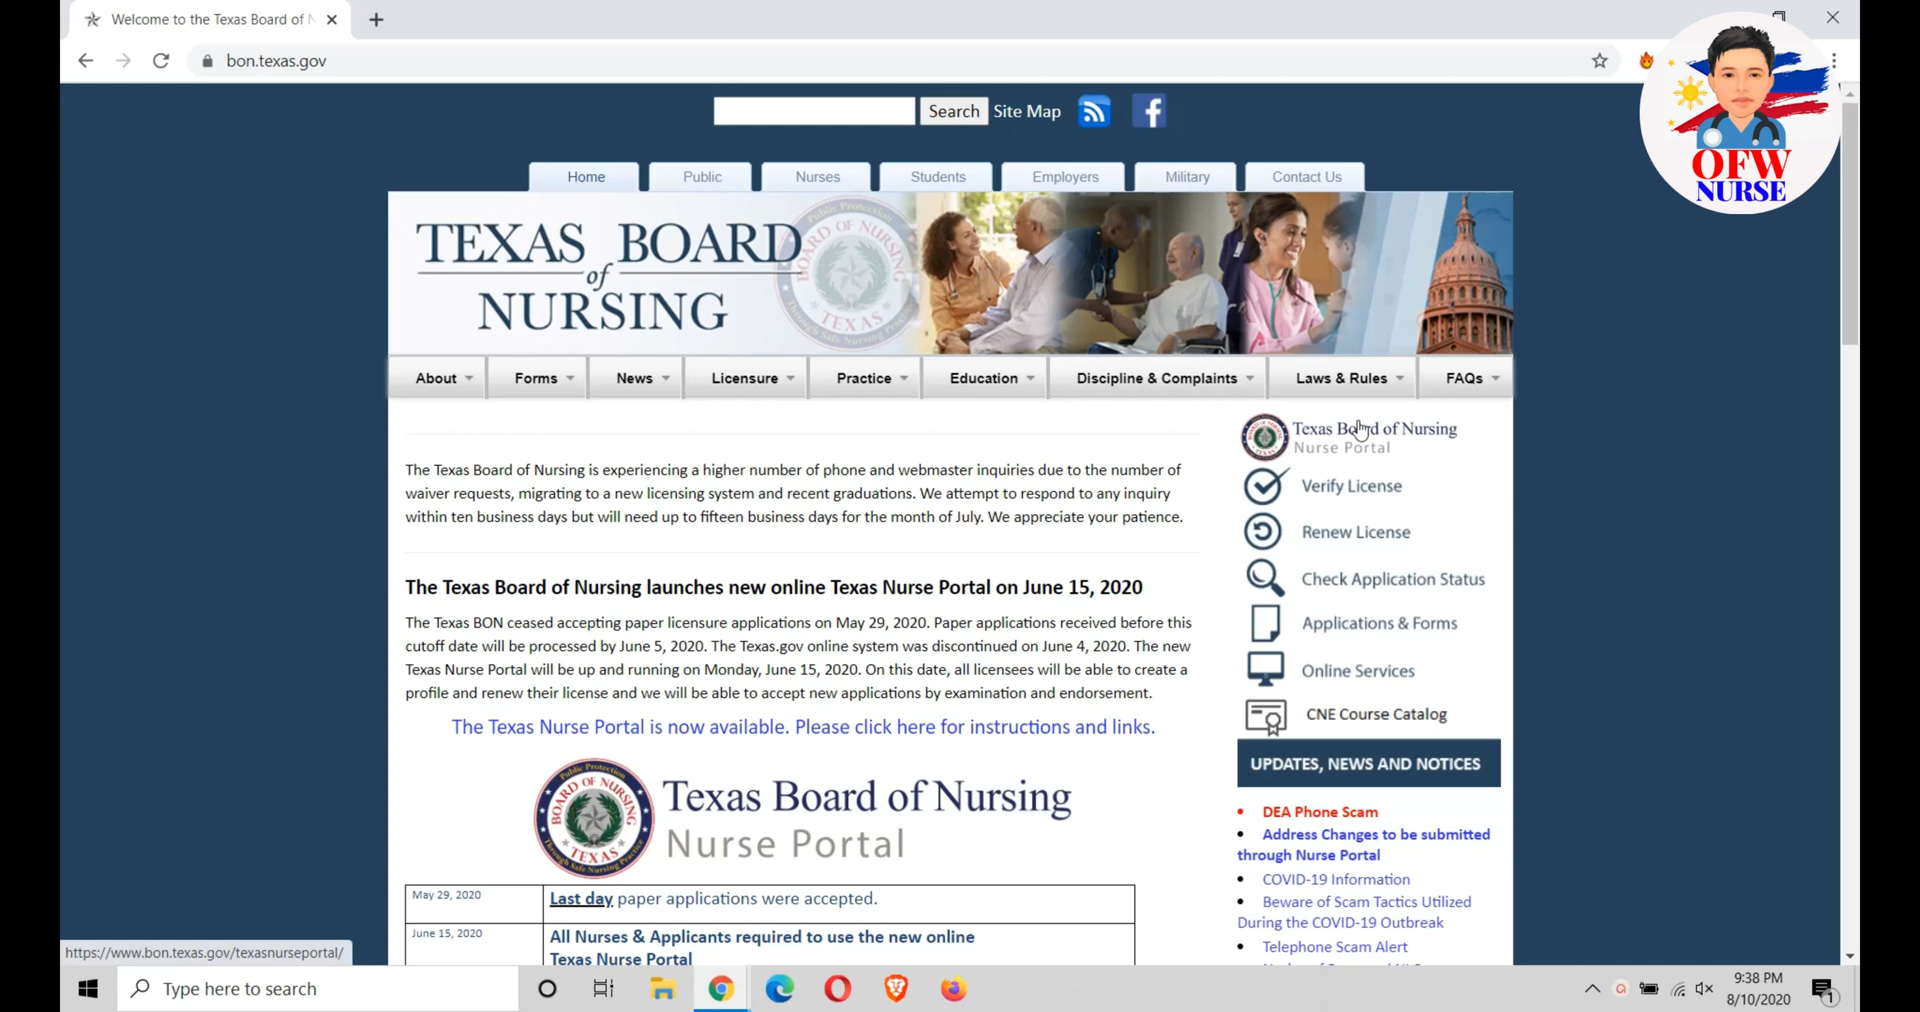 Welcome to the Texas Board of N
bon.texas.gov
OFW
NURSE
Search Site Map
Home Public Nurses Students Employers Military Contact Us
TEXAS BOARD
of
NURSING
About Forms News Licensure Practice Education Discipline & Complaints Laws & Rules FAQs
The Texas Board of Nursing is experiencing a higher number of phone and webmaster inquiries due to the number of
waiver requests, migrating to a new licensing system and recent graduations. We attempt to respond to any inquiry
within ten business days but will need up to fifteen business days for the month of July. We appreciate your patience.
The Texas Board of Nursing launches new online Texas Nurse Portal on June 15, 2020
The Texas BON ceased accepting paper licensure applications on May 29, 2020. Paper applications received before this
cutoff date will be processed by June 5, 2020. The Texas.gov online system was discontinued on June 4, 2020. The new
Texas Nurse Portal will be up and running on Monday, June 15, 2020. On this date, all licensees will be able to create a
profile and renew their license and we will be able to accept new applications by examination and endorsement.
The Texas Nurse Portal is now available. Please click here for instructions and links.
Texas Board of Nursing
Nurse Portal
May 29, 2020 Last day paper applications were accepted.
June 15, 2020 All Nurses & Applicants required to use the new online
Texas Nurse Portal
Texas Board of Nursing
Nurse Portal
Verify License
Renew License
Check Application Status
Applications & Forms
Online Services
CNE Course Catalog
UPDATES, NEWS AND NOTICES
DEA Phone Scam
Address Changes to be submitted
through Nurse Portal
COVID-19 Information
Beware of Scam Tactics Utilized
During the COVID-19 Outbreak
Telephone Scam Alert
https://www.bon.texas.gov/texasnurseportal/
Type here to search
9:38 PM
8/10/2020
1